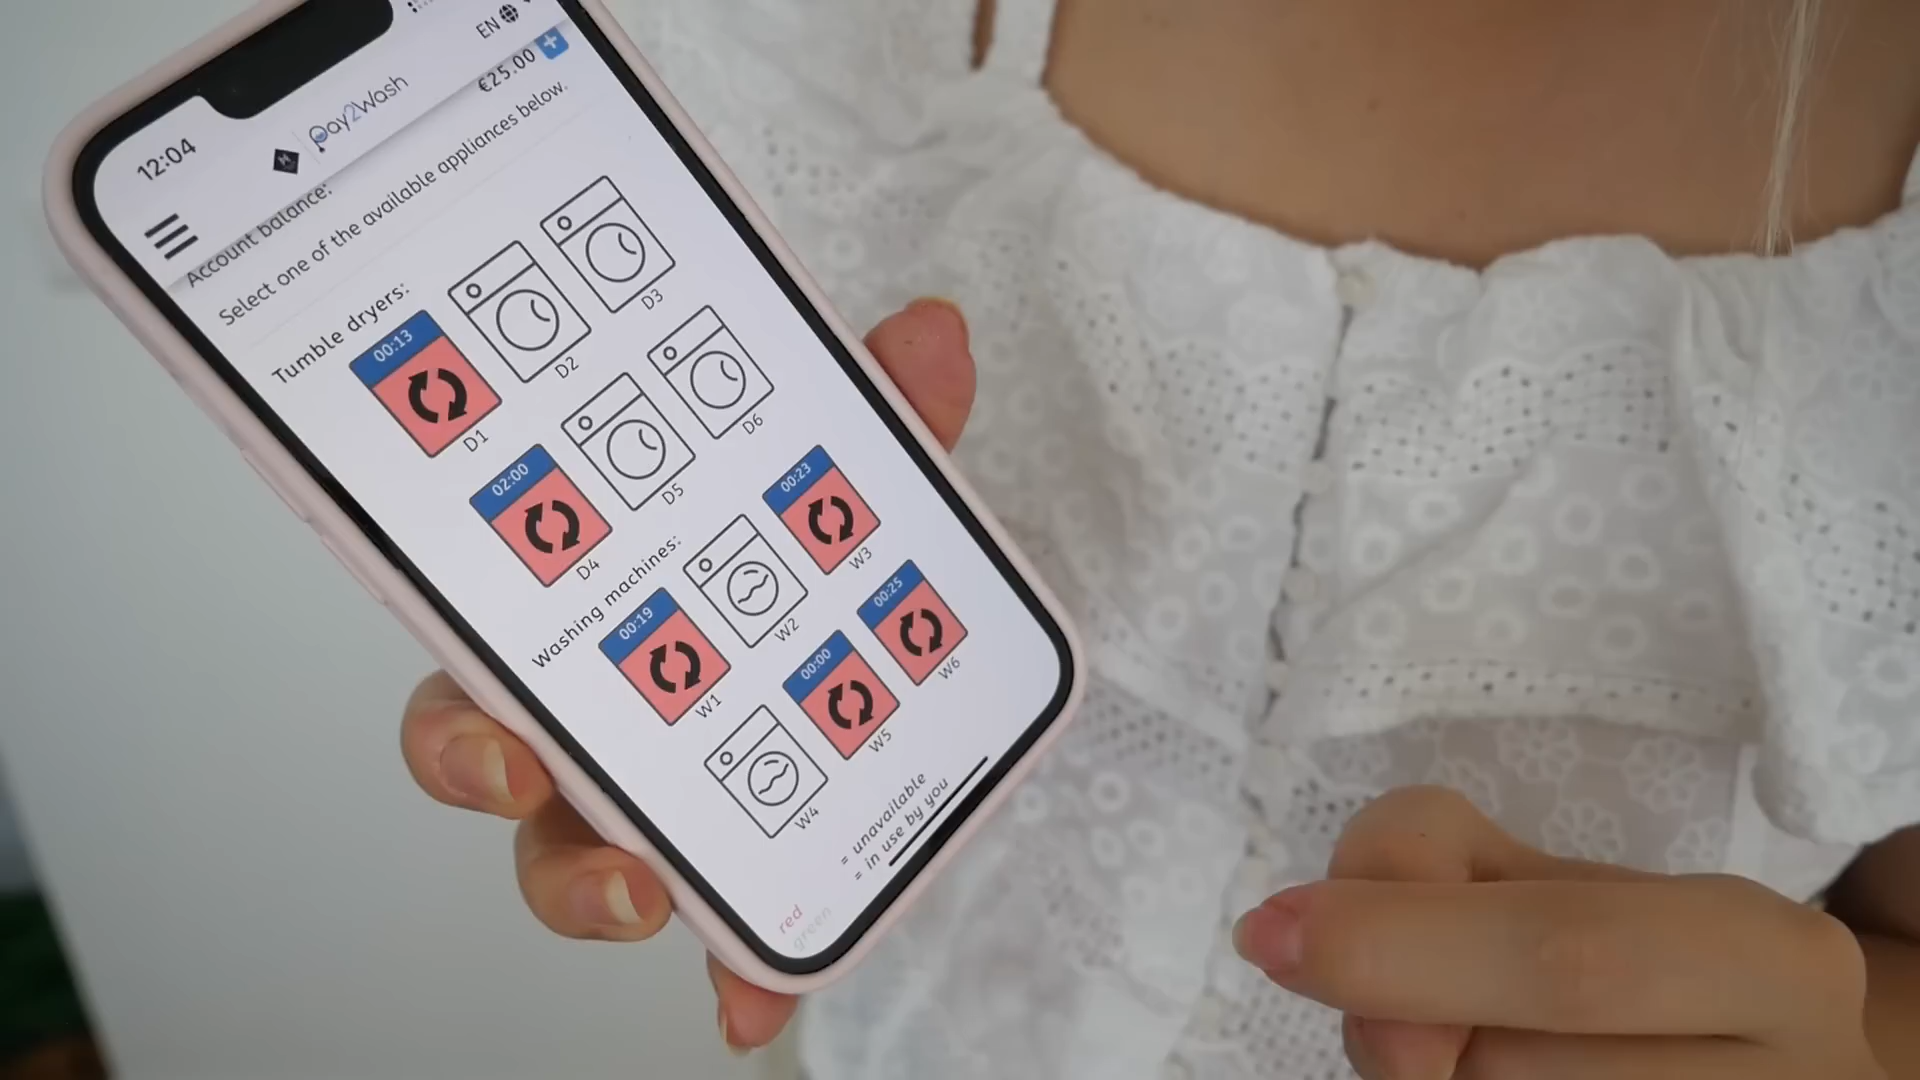 12:04
EN
Pay2Wash
Account balance:
€25.00
Select one of the available appliances below.
Tumble dryers:
00:13
D1
D2
D3
02:00
D4
D5
D6
Washing machines:
00:19
W1
W2
00:23
W3
W4
00:00
W5
00:25
W6
red = unavailable
green = in use by you